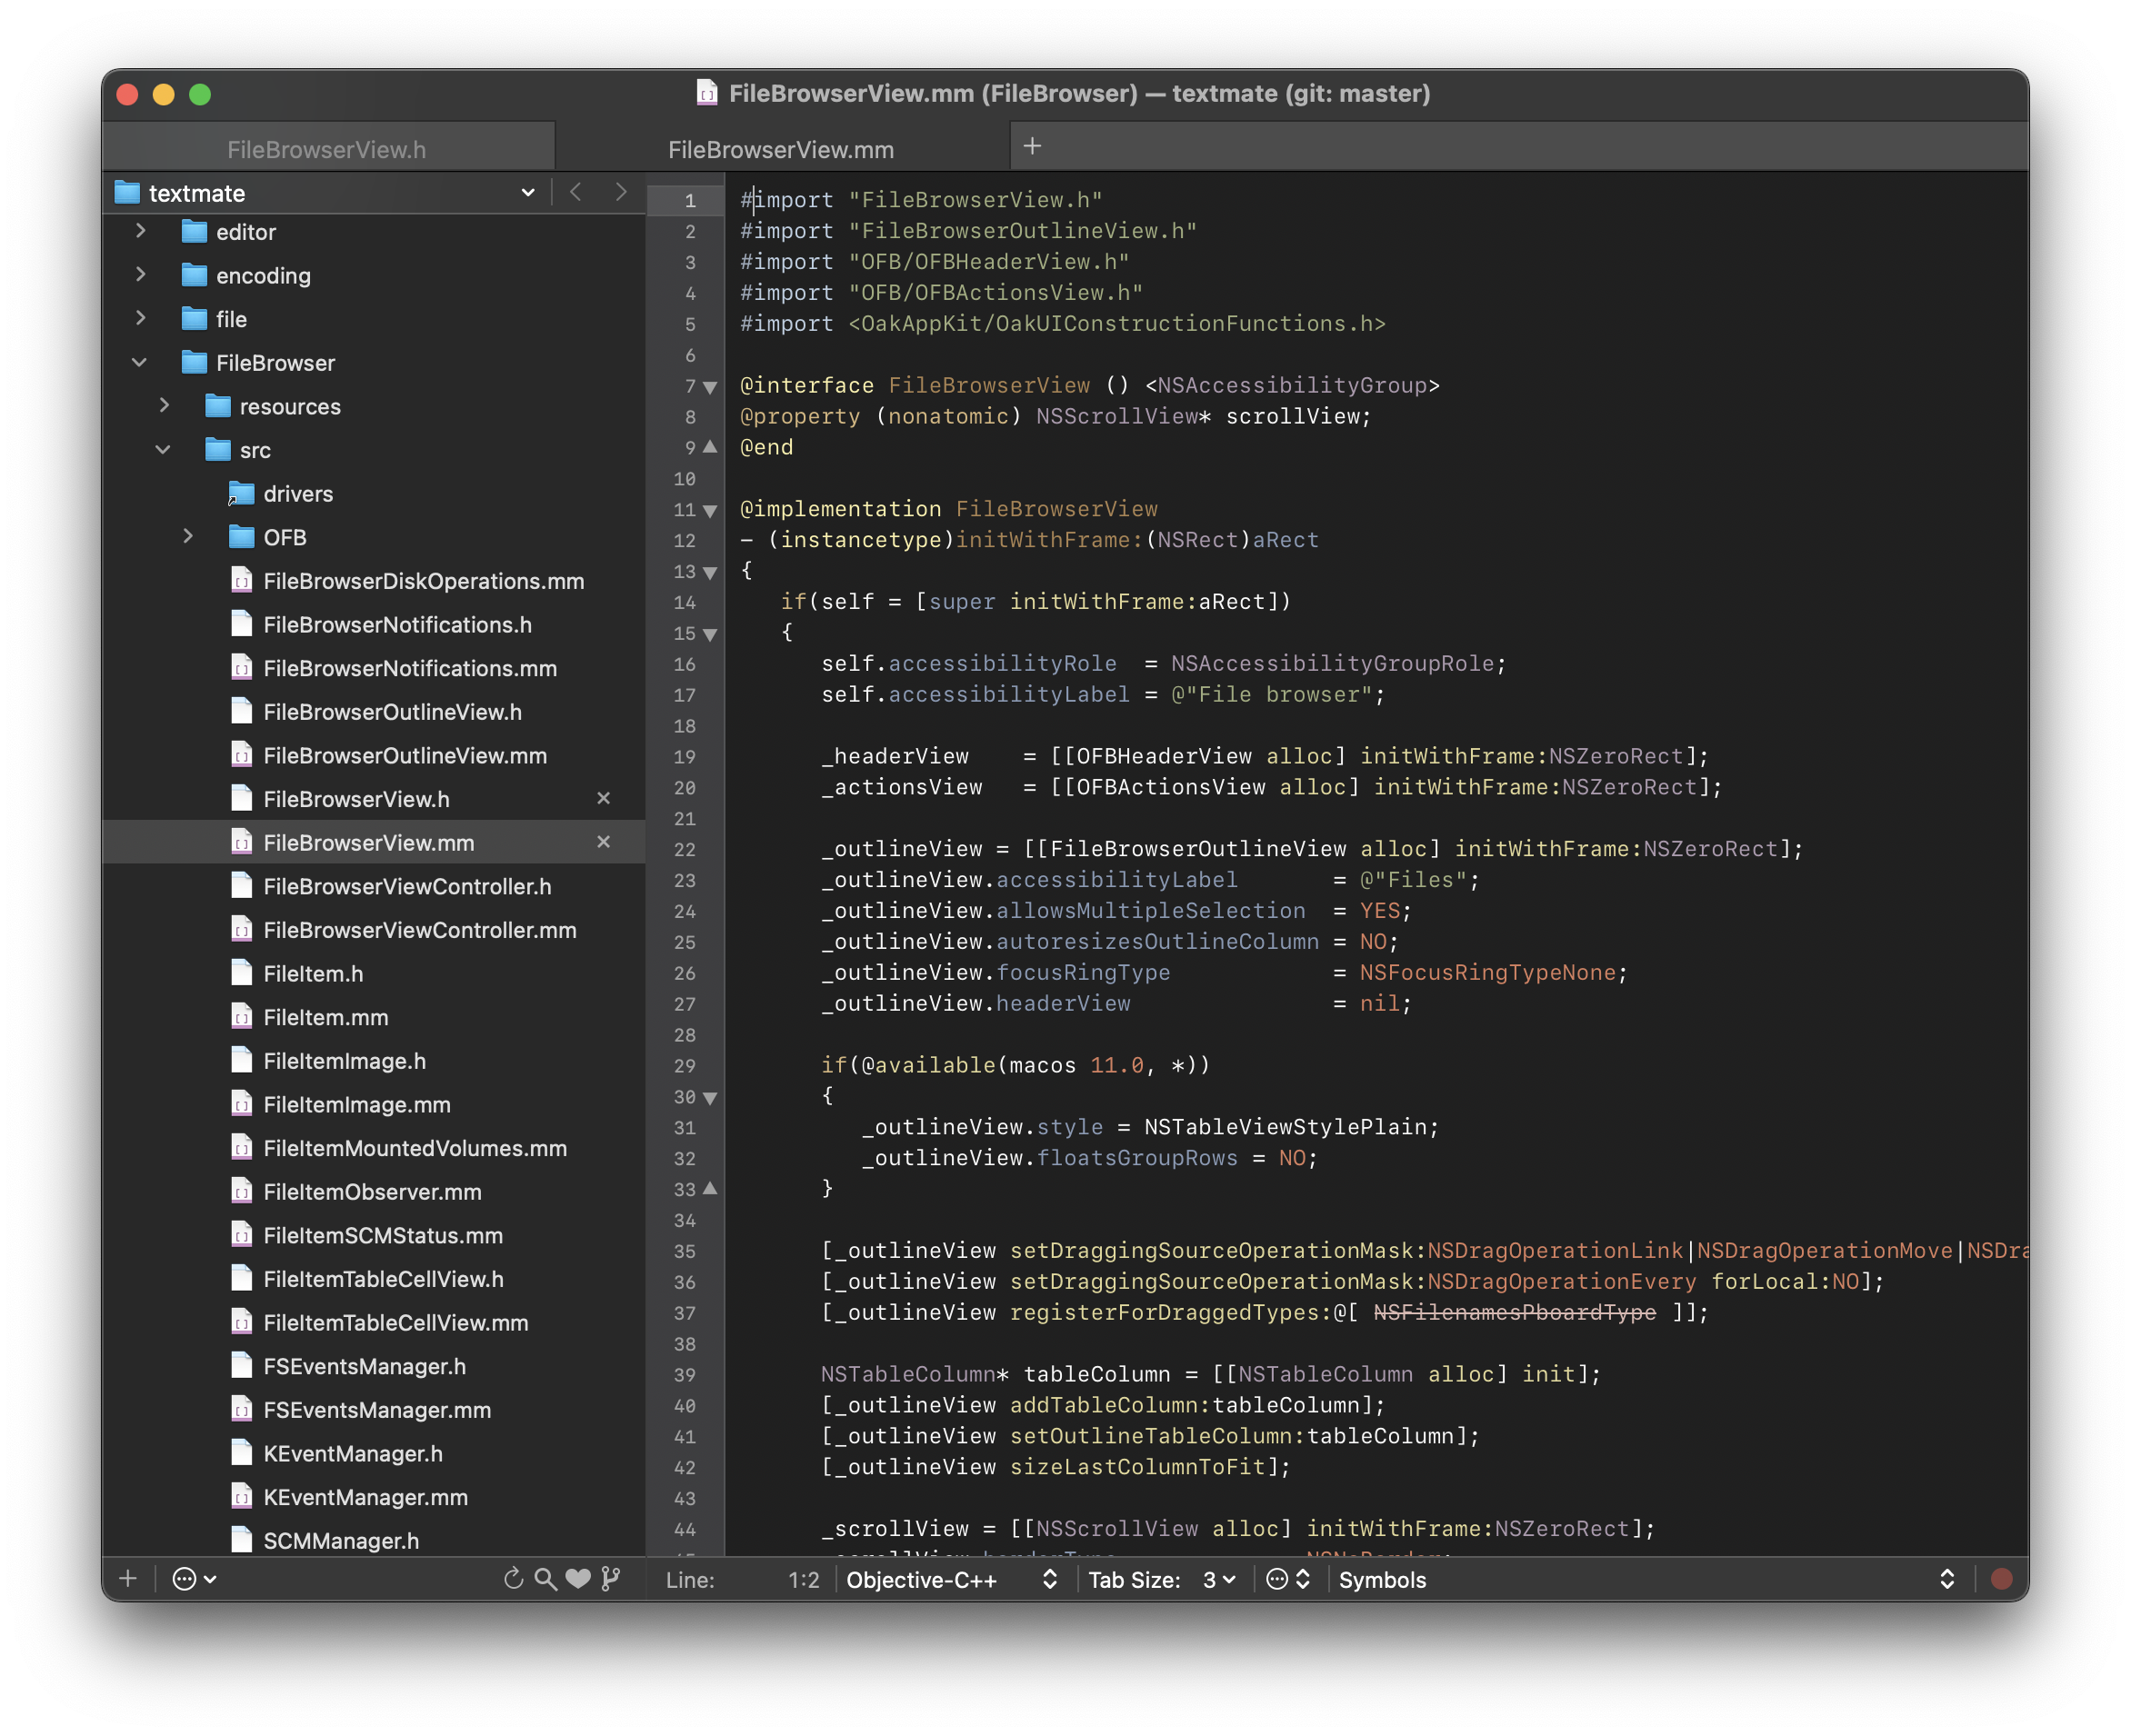 FileBrowserView.mm (FileBrowser) — textmate (git: master)
FileBrowserView.h
FileBrowserView.mm
+
textmate
editor
encoding
file
FileBrowser
resources
src
drivers
OFB
FileBrowserDiskOperations.mm
FileBrowserNotifications.h
FileBrowserNotifications.mm
FileBrowserOutlineView.h
FileBrowserOutlineView.mm
FileBrowserView.h
FileBrowserView.mm
FileBrowserViewController.h
FileBrowserViewController.mm
FileItem.h
FileItem.mm
FileItemImage.h
FileItemImage.mm
FileItemMountedVolumes.mm
FileItemObserver.mm
FileItemSCMStatus.mm
FileItemTableCellView.h
FileItemTableCellView.mm
FSEventsManager.h
FSEventsManager.mm
KEventManager.h
KEventManager.mm
SCMManager.h
1 #import "FileBrowserView.h"
2 #import "FileBrowserOutlineView.h"
3 #import "OFB/OFBHeaderView.h"
4 #import "OFB/OFBActionsView.h"
5 #import <OakAppKit/OakUIConstructionFunctions.h>
6
7 @interface FileBrowserView () <NSAccessibilityGroup>
8 @property (nonatomic) NSScrollView* scrollView;
9 @end
10
11 @implementation FileBrowserView
12 - (instancetype)initWithFrame:(NSRect)aRect
13 {
14 if(self = [super initWithFrame:aRect])
15 {
16 self.accessibilityRole  = NSAccessibilityGroupRole;
17 self.accessibilityLabel = @"File browser";
18
19 _headerView    = [[OFBHeaderView alloc] initWithFrame:NSZeroRect];
20 _actionsView   = [[OFBActionsView alloc] initWithFrame:NSZeroRect];
21
22 _outlineView = [[FileBrowserOutlineView alloc] initWithFrame:NSZeroRect];
23 _outlineView.accessibilityLabel       = @"Files";
24 _outlineView.allowsMultipleSelection  = YES;
25 _outlineView.autoresizesOutlineColumn = NO;
26 _outlineView.focusRingType            = NSFocusRingTypeNone;
27 _outlineView.headerView               = nil;
28
29 if(@available(macos 11.0, *))
30 {
31 _outlineView.style = NSTableViewStylePlain;
32 _outlineView.floatsGroupRows = NO;
33 }
34
35 [_outlineView setDraggingSourceOperationMask:NSDragOperationLink|NSDragOperationMove|NSDra
36 [_outlineView setDraggingSourceOperationMask:NSDragOperationEvery forLocal:NO];
37 [_outlineView registerForDraggedTypes:@[ NSFilenamesPboardType ]];
38
39 NSTableColumn* tableColumn = [[NSTableColumn alloc] init];
40 [_outlineView addTableColumn:tableColumn];
41 [_outlineView setOutlineTableColumn:tableColumn];
42 [_outlineView sizeLastColumnToFit];
43
44 _scrollView = [[NSScrollView alloc] initWithFrame:NSZeroRect];
Line: 1:2 Objective-C++ Tab Size: 3 Symbols